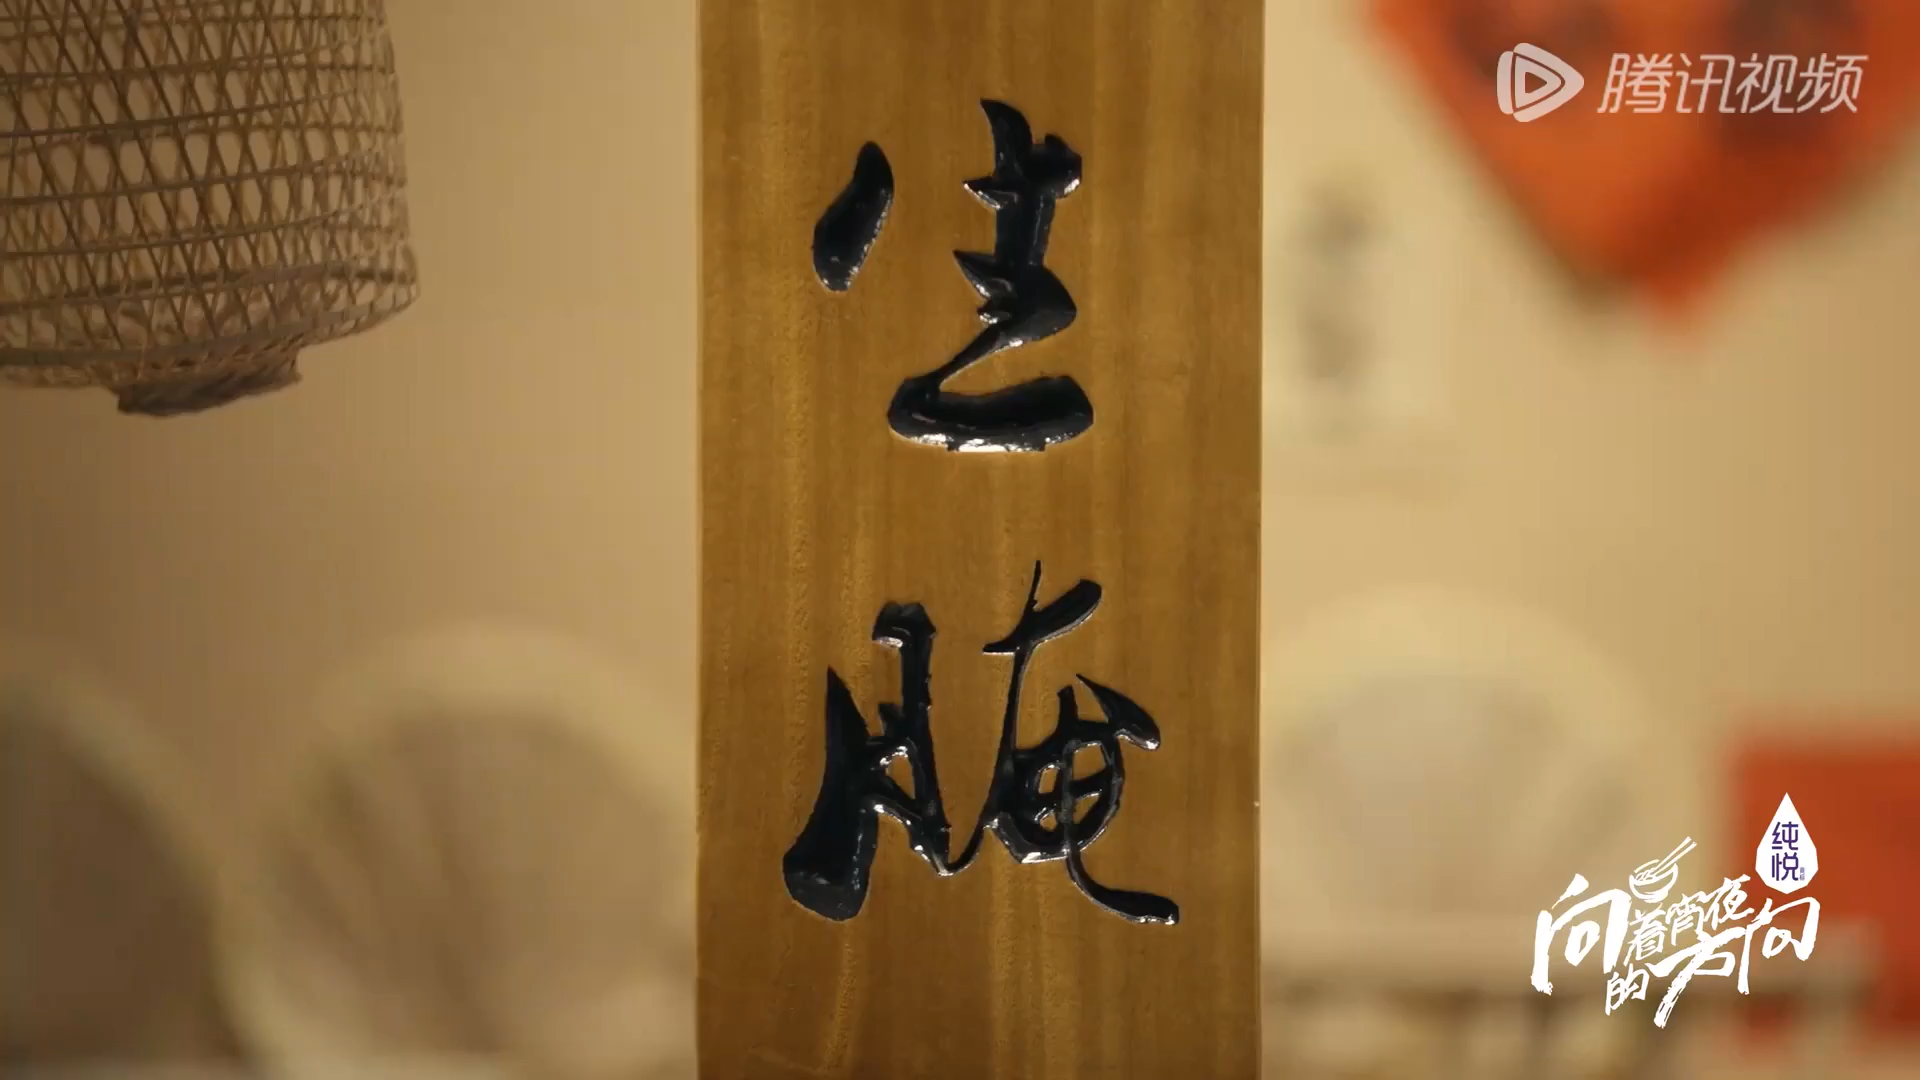 生
腌
腾讯视频
纯悦
向着宵夜的方向